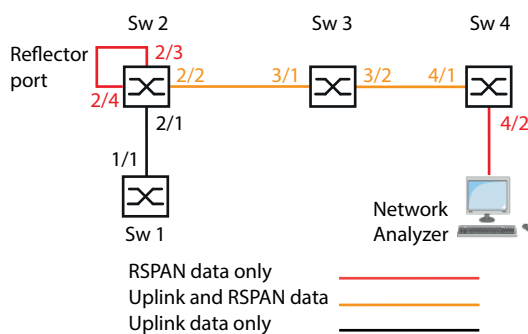 Sw 2
Sw 3
Sw 4
Reflector
port
2/3
2/4
2/2
3/1
3/2
4/1
2/1
4/2
1/1
Sw 1
Network
Analyzer
RSPAN data only
Uplink and RSPAN data
Uplink data only